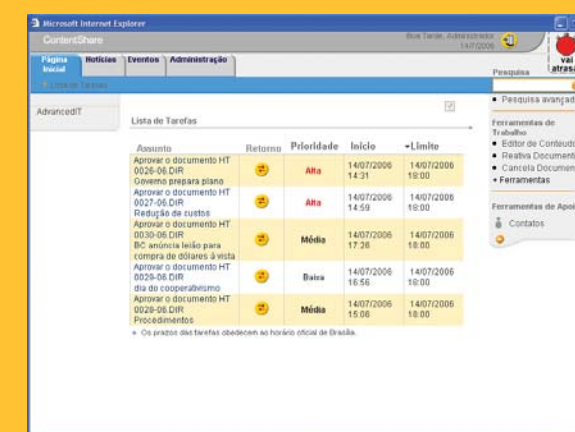 Microsoft Internet Explorer
ContentShare
Boa Tarde, Administrador
14/7/2006
Página Inicial
Notícias
Eventos
Administração
Lista de Tarefas
vai
atrasa
Pesquisa
Pesquisa avançad
AdvancedIT
Lista de Tarefas
Ferramentas de
Trabalho
Editor de Conteúdo
Reativa Document
Cancela Documen
+ Ferramentas
Ferramentas de Apoi
Contatos
Assunto Retorno Prioridade Início Limite
Aprovar o documento HT
0026-06.DIR
Governo prepara plano
Alta
14/07/2006
14:31
14/07/2006
18:00
Aprovar o documento HT
0027-06.DIR
Redução de custos
Alta
14/07/2006
14:59
14/07/2006
18:00
Aprovar o documento HT
0030-06.DIR
BC anúncia leião para
compra de dólares à vista
Média
14/07/2006
17:26
14/07/2006
18:00
Aprovar o documento HT
0029-06.DIR
dia do cooperativismo
Baixa
14/07/2006
16:56
14/07/2006
18:00
Aprovar o documento HT
0028-06.DIR
Procedimentos
Média
14/07/2006
15:08
14/07/2006
18:00
Os prazos das tarefas obedecem ao horário oficial de Brasília.